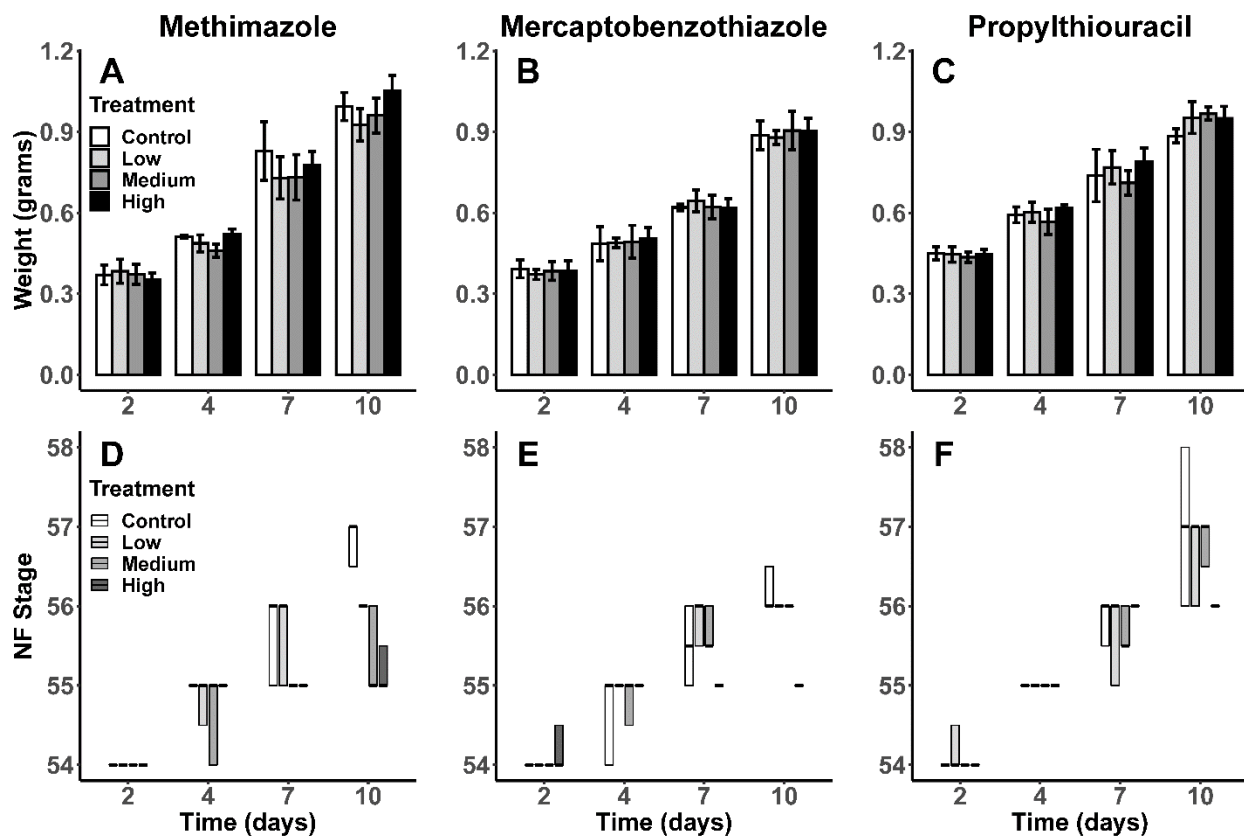 Methimazole Mercaptobenzothiazole Propylthiouracil
A B C
Weight (grams)
1.2
0.9
0.6
0.3
0.0
Treatment
Control
Low
Medium
High
2 4 7 10
1.2
0.9
0.6
0.3
0.0
2 4 7 10
1.2
0.9
0.6
0.3
0.0
2 4 7 10
D E F
NF Stage
58
57
56
55
54
Treatment
Control
Low
Medium
High
2 4 7 10
Time (days)
58
57
56
55
54
2 4 7 10
Time (days)
58
57
56
55
54
2 4 7 10
Time (days)